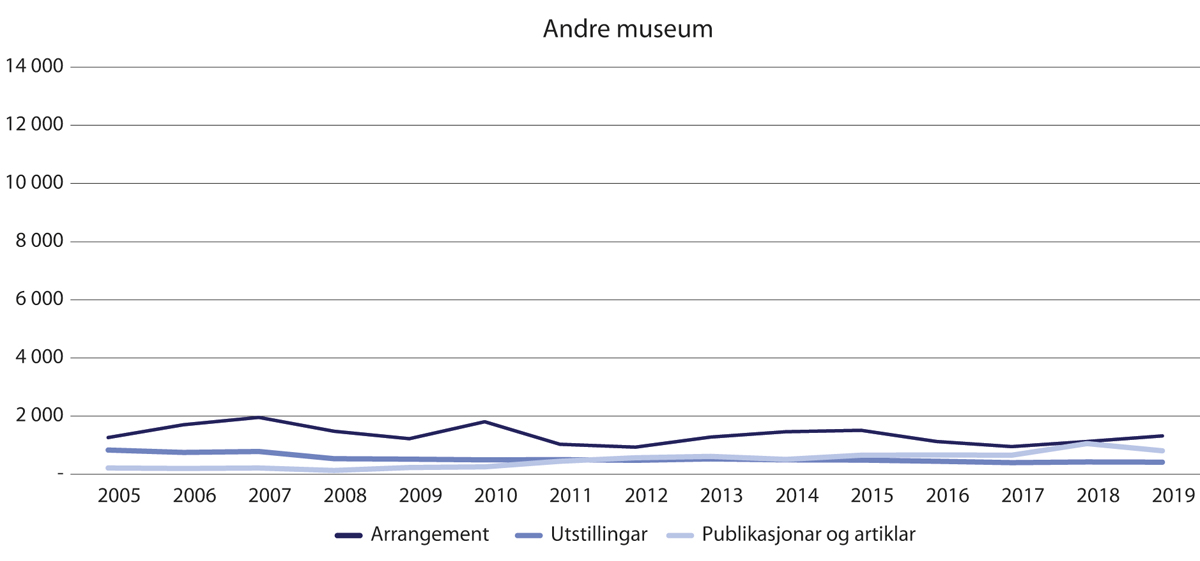 Andre museum
14 000
12 000
10 000
8 000
6 000
4 000
2 000
-
2005 2006 2007 2008 2009 2010 2011 2012 2013 2014 2015 2016 2017 2018 2019
Arrangement Utstillingar Publikasjonar og artiklar